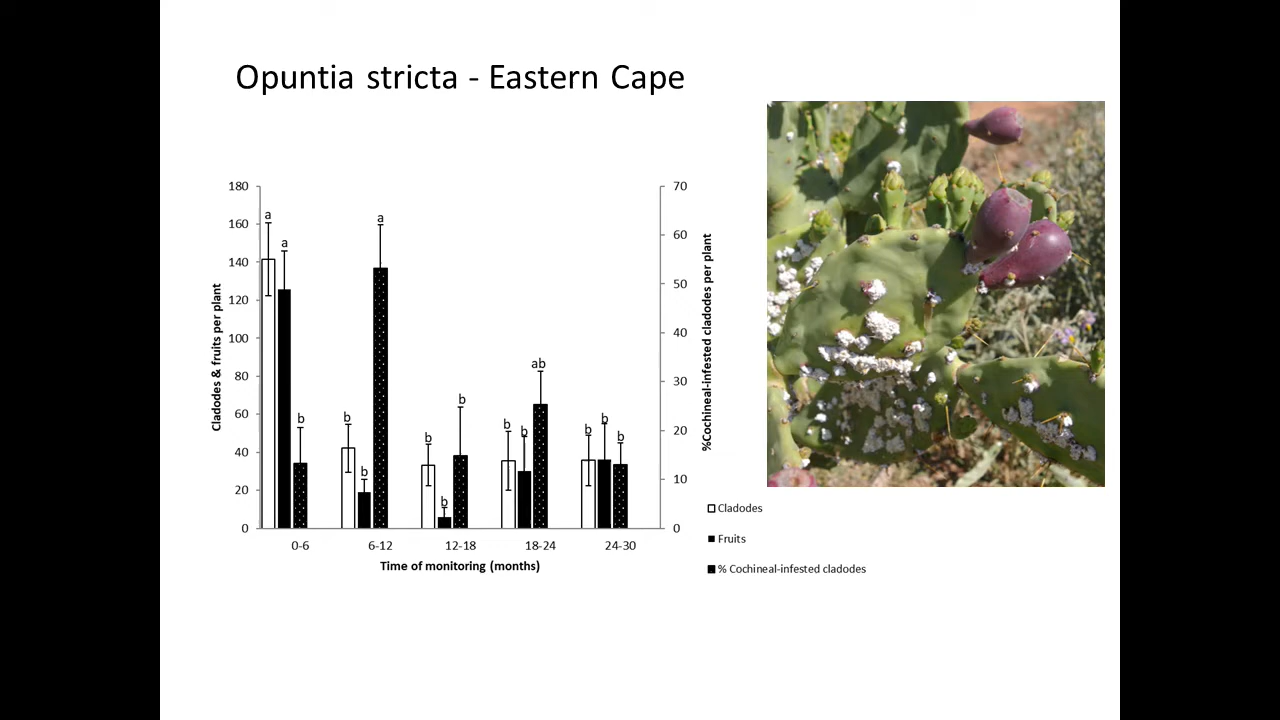 Opuntia stricta - Eastern Cape
180
160
140
120
100
80
60
40
20
0
Cladodes & fruits per plant
70
60
50
40
30
20
10
0
%Cochineal-infested cladodes per plant
a
a
b
b
b
a
b
b
b
b
b
ab
b
b
b
0-6 6-12 12-18 18-24 24-30
Time of monitoring (months)
Cladodes
Fruits
% Cochineal-infested cladodes